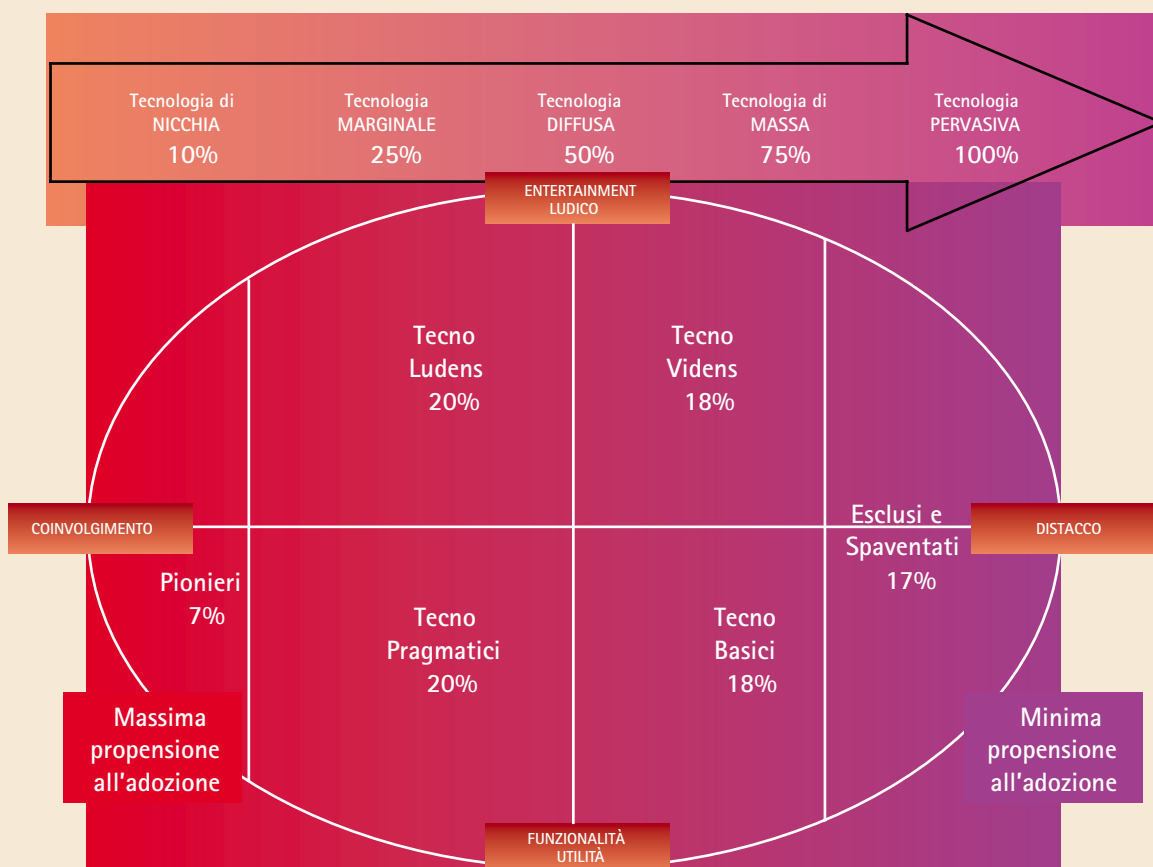 Tecnologia di
NICCHIA
10%
Tecnologia
MARGINALE
25%
Tecnologia
DIFFUSA
50%
Tecnologia di
MASSA
75%
Tecnologia
PERVASIVA
100%
ENTERTAINMENT
LUDICO
Tecno
Ludens
20%
Tecno
Videns
18%
COINVOLGIMENTO
Esclusi e
Spaventati
17%
DISTACCO
Pionieri
7%
Tecno
Pragmatici
20%
Tecno
Basici
18%
Massima
propensione
all'adozione
Minima
propensione
all'adozione
FUNZIONALITÀ
UTILITÀ